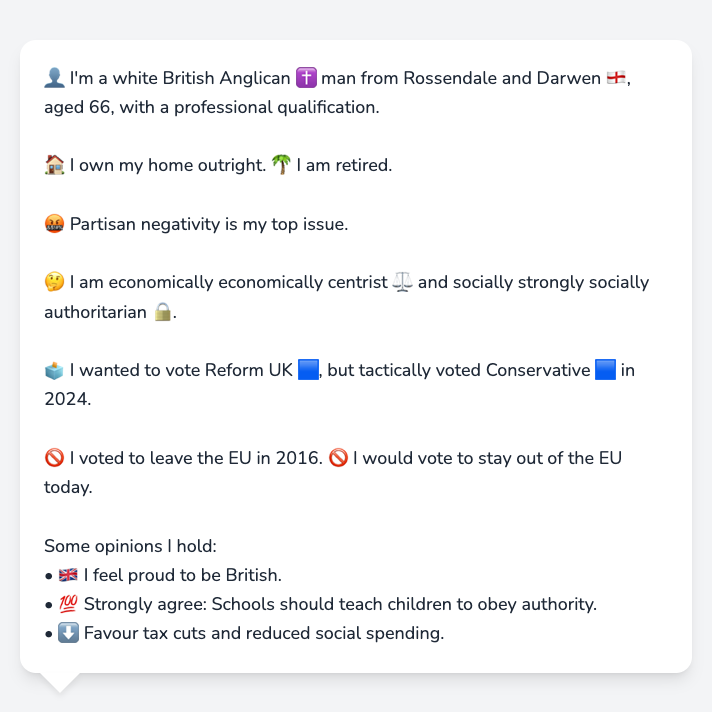 👤 I'm a white British Anglican ✝️ man from Rossendale and Darwen 🏴󠁧󠁢󠁥󠁮󠁧󠁿,
aged 66, with a professional qualification.
🏠 I own my home outright. 🌴 I am retired.
🤬 Partisan negativity is my top issue.
🤔 I am economically economically centrist ⚖️ and socially strongly socially
authoritarian 🔒.
🗳️ I wanted to vote Reform UK 🟦, but tactically voted Conservative 🟦 in
2024.
🚫 I voted to leave the EU in 2016. 🚫 I would vote to stay out of the EU
today.
Some opinions I hold:
• 🇬🇧 I feel proud to be British.
• 💯 Strongly agree: Schools should teach children to obey authority.
• ⬇️ Favour tax cuts and reduced social spending.